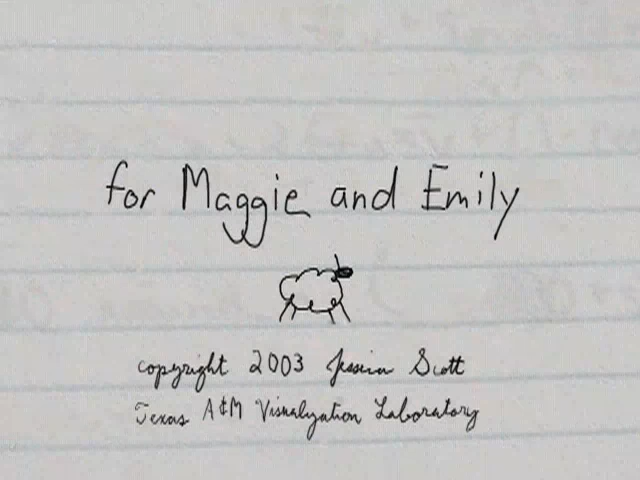 for Maggie and Emily
copyright 2003 Jessica Scott
Texas A&M Visualization Laboratory